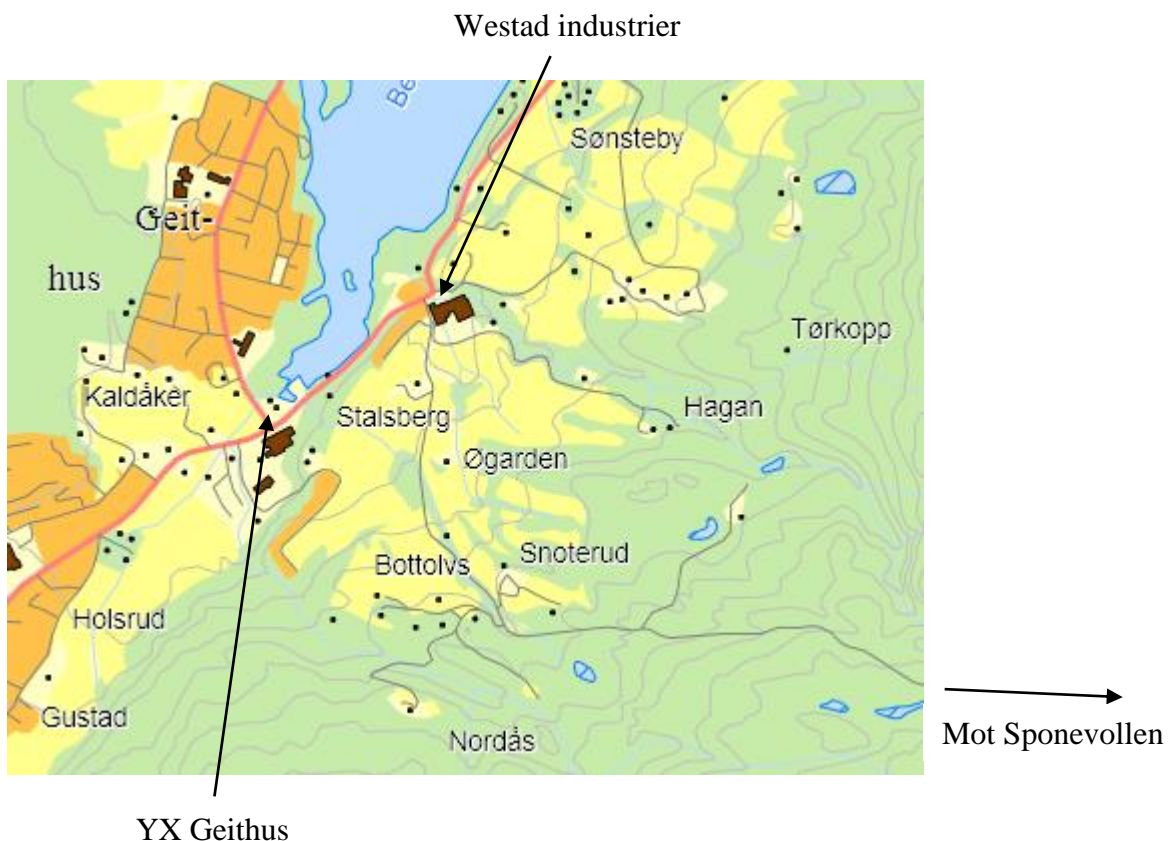 Westad industrier
Be
Sønsteby
Geit-
hus
Tørkopp
Kaldåker
Stalsberg
Hagan
Øgarden
Bottolvs
Snoterud
Holsrud
Gustad
Nordås
Mot Sponevollen
YX Geithus